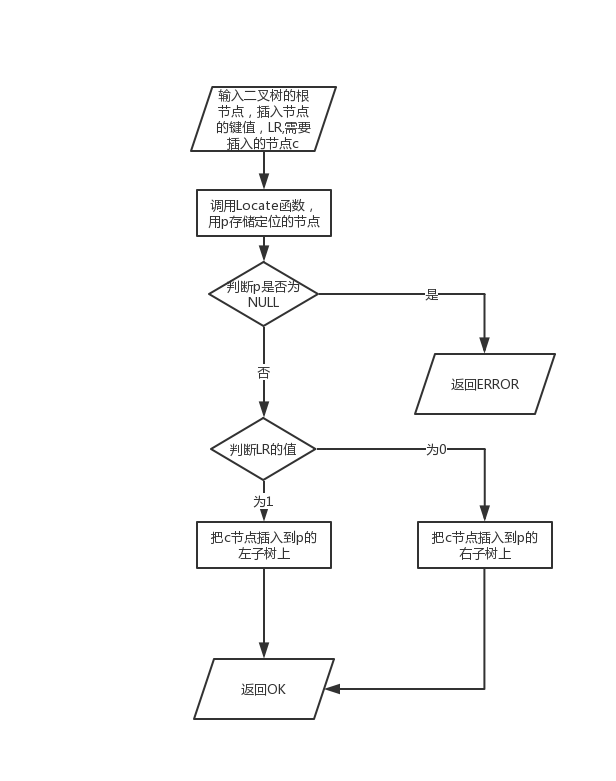 输入二叉树的根
节点，插入节点
的键值，LR,需要
插入的节点c
调用Locate函数，
用p存储定位的节点
判断p是否为
NULL
是
返回ERROR
否
判断LR的值
为0
为1
把c节点插入到p的
左子树上
把c节点插入到p的
右子树上
返回OK